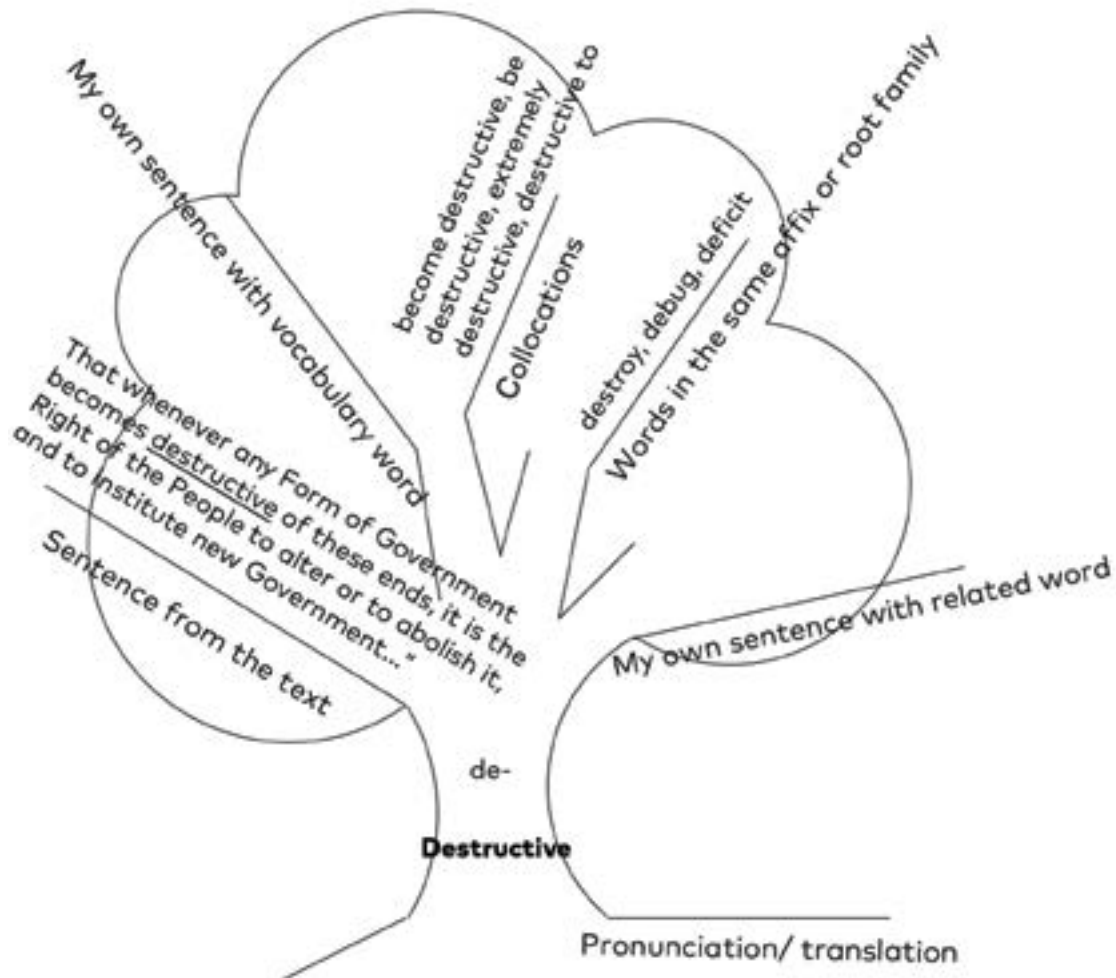 My own sentence with vocabulary word
become destructive, be
destructive, extremely
destructive, destructive to
Collocations
destroy, debug, deficit
Words in the same affix or root family
That whenever any Form of Government
becomes destructive of these ends, it is the
Right of the People to alter or to abolish it,
and to institute new Government... "
Sentence from the text
My own sentence with related word
de-
Destructive
Pronunciation/ translation